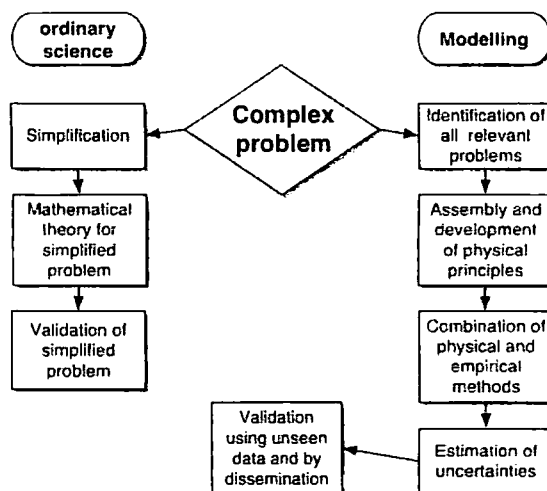 ordinary
science
Modelling
Complex
problem
Simplification
Mathematical
theory for
simplified
problem
Validation of
simplified
problem
Identification of
all relevant
problems
Assembly and
development
of physical
principles
Combination of
physical and
empirical
methods
Estimation of
uncertainties
Validation
using unseen
data and by
dissemination